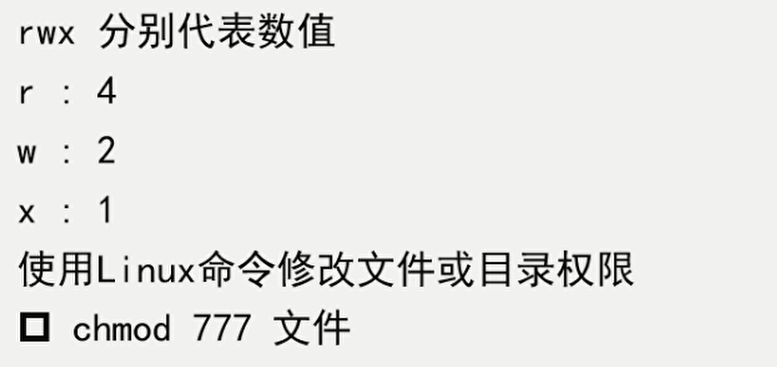 rwx 分别代表数值
r : 4
w : 2
x : 1
使用Linux命令修改文件或目录权限
chmod 777 文件